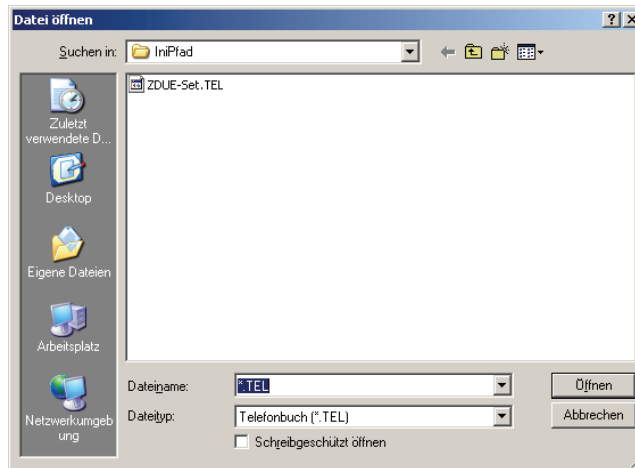 Datei öffnen
Suchen in: IniPfad
ZDUE-Set.TEL
Zuletzt
verwendete D...
Desktop
Eigene Dateien
Arbeitsplatz
Netzwerkumgeb
ung
Dateiname: *.TEL Öffnen
Dateityp: Telefonbuch (*.TEL) Abbrechen
Schreibgeschützt öffnen